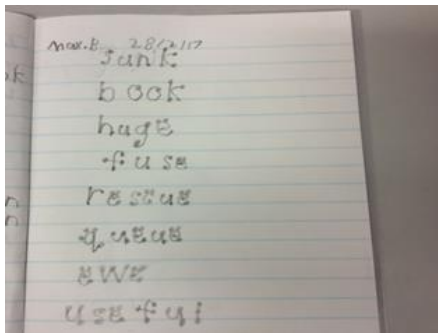 Max.B 28/2/17
junk
book
huge
fuse
rescue
queue
ewe
useful